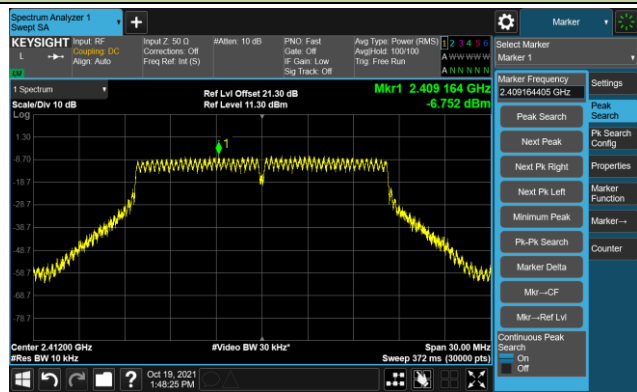 Spectrum Analyzer 1
Swept SA
Marker
KEYSIGHT
L
Input: RF
Coupling: DC
Align: Auto
Input Z: 50 Ω
Corrections: Off
Freq Ref: Int (S)
#Atten: 10 dB
PNO: Fast
Gate: Off
IF Gain: Low
Sig Track: Off
Avg Type: Power (RMS)
Avg|Hold: 100/100
Trig: Free Run
1 2 3 4 5 6
A W W W W W
A N N N N N
LV
Select Marker
Marker 1
1 Spectrum
Scale/Div 10 dB
Log
Ref Lvl Offset 21.30 dB
Ref Level 11.30 dBm
Mkr1 2.409 164 GHz
-6.752 dBm
1
1.30
-8.70
-18.7
-28.7
-38.7
-48.7
-58.7
-68.7
-78.7
Center 2.41200 GHz
#Res BW 10 kHz
#Video BW 30 kHz*
Span 30.00 MHz
Sweep 372 ms (30000 pts)
Marker Frequency
2.409164405 GHz
Peak Search
Next Peak
Next Pk Right
Next Pk Left
Minimum Peak
Pk-Pk Search
Marker Delta
Mkr→CF
Mkr→Ref Lvl
Continuous Peak
Search
On
Off
Settings
Peak
Search
Pk Search
Config
Properties
Marker
Function
Marker→
Counter
?
Oct 19, 2021
1:48:25 PM